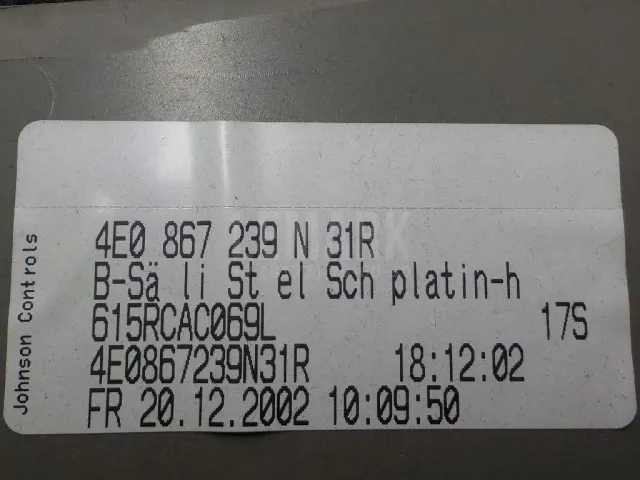 4E0 867 239 N 31R
B-Sä li St el Sch platin-h
615RCAC069L 17S
4E0867239N31R 18:12:02
FR 20.12.2002 10:09:50
Johnson Controls